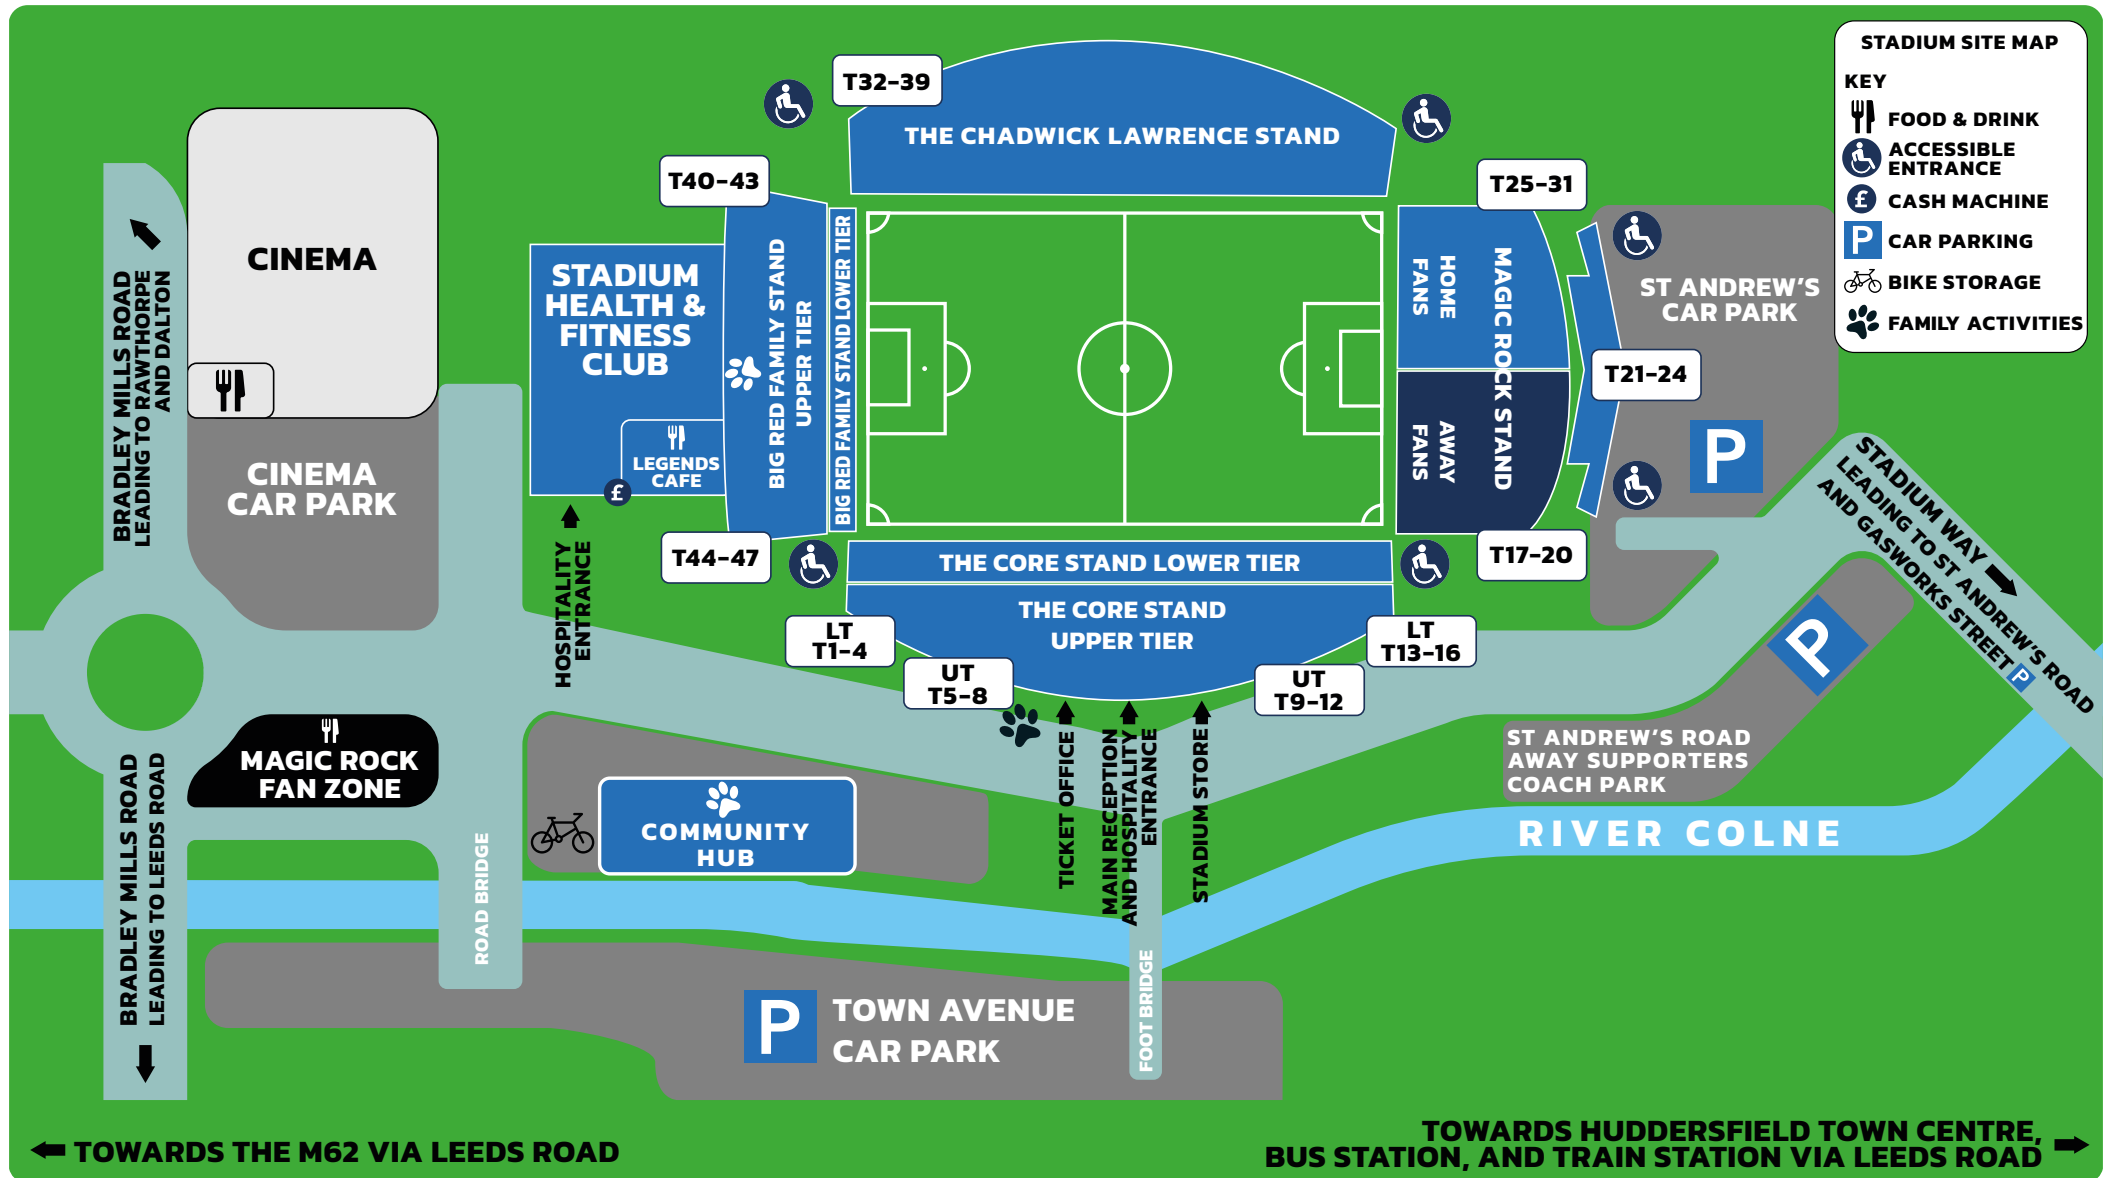 STADIUM SITE MAP
KEY
FOOD & DRINK
ACCESSIBLE
ENTRANCE
£ CASH MACHINE
P CAR PARKING
BIKE STORAGE
FAMILY ACTIVITIES
T32-39
THE CHADWICK LAWRENCE STAND
T40-43
T25-31
CINEMA
BRADLEY MILLS ROAD
LEADING TO RAWTHORPE
AND DALTON
STADIUM
HEALTH &
FITNESS
CLUB
LEGENDS
CAFE
£
BIG RED FAMILY STAND
UPPER TIER
BIG RED FAMILY STAND LOWER TIER
HOME
FANS
MAGIC ROCK STAND
AWAY
FANS
ST ANDREW'S
CAR PARK
T21-24
P
CINEMA
CAR PARK
HOSPITALITY
ENTRANCE
T44-47
T17-20
THE CORE STAND LOWER TIER
THE CORE STAND
UPPER TIER
LT
T1-4
UT
T5-8
UT
T9-12
LT
T13-16
STADIUM WAY
LEADING TO ST ANDREW'S ROAD
AND GASWORKS STREET P
P
ST ANDREW'S ROAD
AWAY SUPPORTERS
COACH PARK
MAGIC ROCK
FAN ZONE
BRADLEY MILLS ROAD
LEADING TO LEEDS ROAD
COMMUNITY
HUB
TICKET OFFICE
MAIN RECEPTION
AND HOSPITALITY
ENTRANCE
STADIUM STORE
RIVER COLNE
ROAD BRIDGE
FOOT BRIDGE
P
TOWN AVENUE
CAR PARK
TOWARDS THE M62 VIA LEEDS ROAD
TOWARDS HUDDERSFIELD TOWN CENTRE,
BUS STATION, AND TRAIN STATION VIA LEEDS ROAD